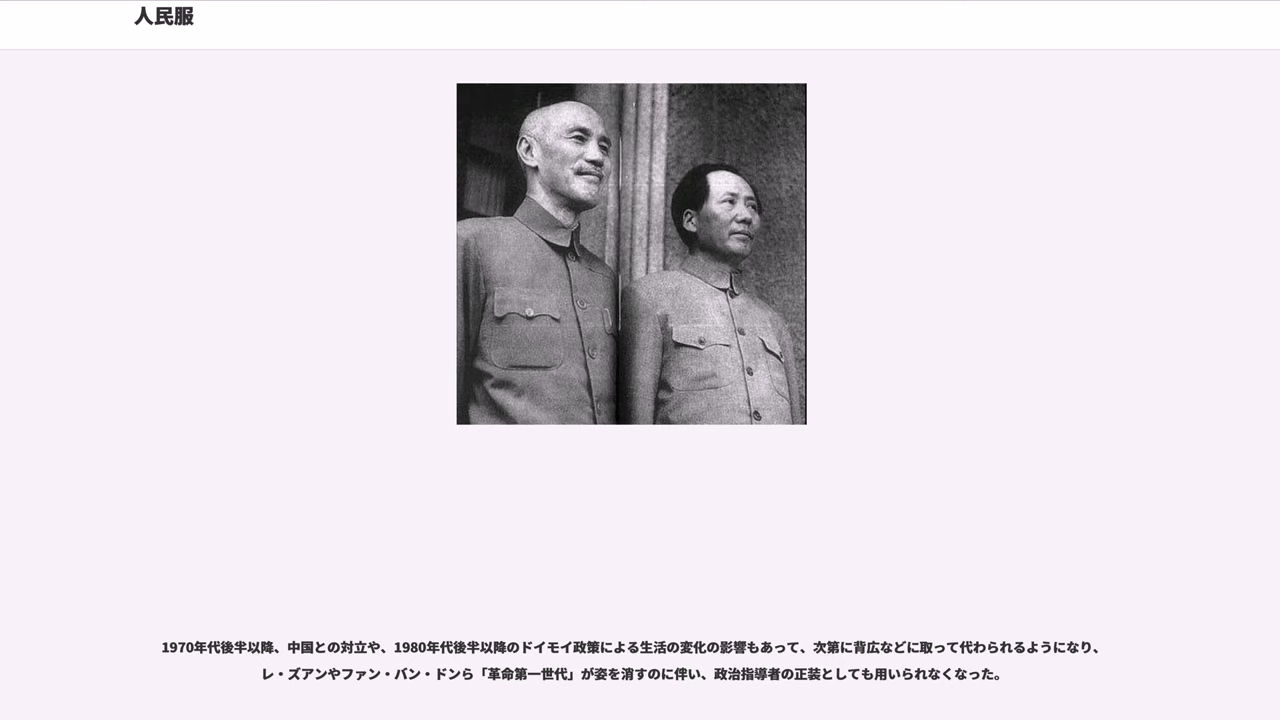 人民服
1970年代後半以降、中国との対立や、1980年代後半以降のドイモイ政策による生活の変化の影響もあって、次第に背広などに取って代わられるようになり、
レ・ズアンやファン・バン・ドンら「革命第一世代」が姿を消すのに伴い、政治指導者の正装としても用いられなくなった。